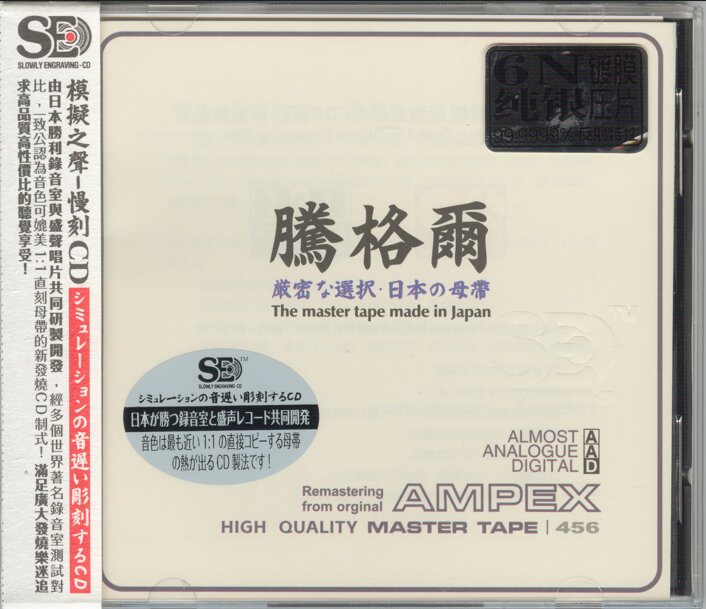 SE
SLOWLY ENGRAVING-CD
模擬之聲-慢刻CD
シミュレーションの音遅い彫刻するCD
由日本勝利錄音室與盛聲唱片共同研製開發，經多個世界著名錄音室測試對
比，一致公認為音色可媲美1:1直刻母帶的新發燒CD制式！滿足廣大發燒樂迷追
求高品質高性價比的聽覺享受！
6N 鍍膜
纯银压片
99.9999%反射特性
騰格爾
厳密な選択·日本の母帶
The master tape made in Japan
SE TM
SLOWLY ENGRAVING-CD
シミュレーションの音遅い彫刻するCD
日本が勝つ録音室と盛声レコード共同開発
音色は最も近い1:1の直接コピーする母帯
の熱が出るCD製法です！
ALMOST A
ANALOGUE A
DIGITAL D
Remastering
from orginal AMPEX
HIGH QUALITY MASTER TAPE | 456